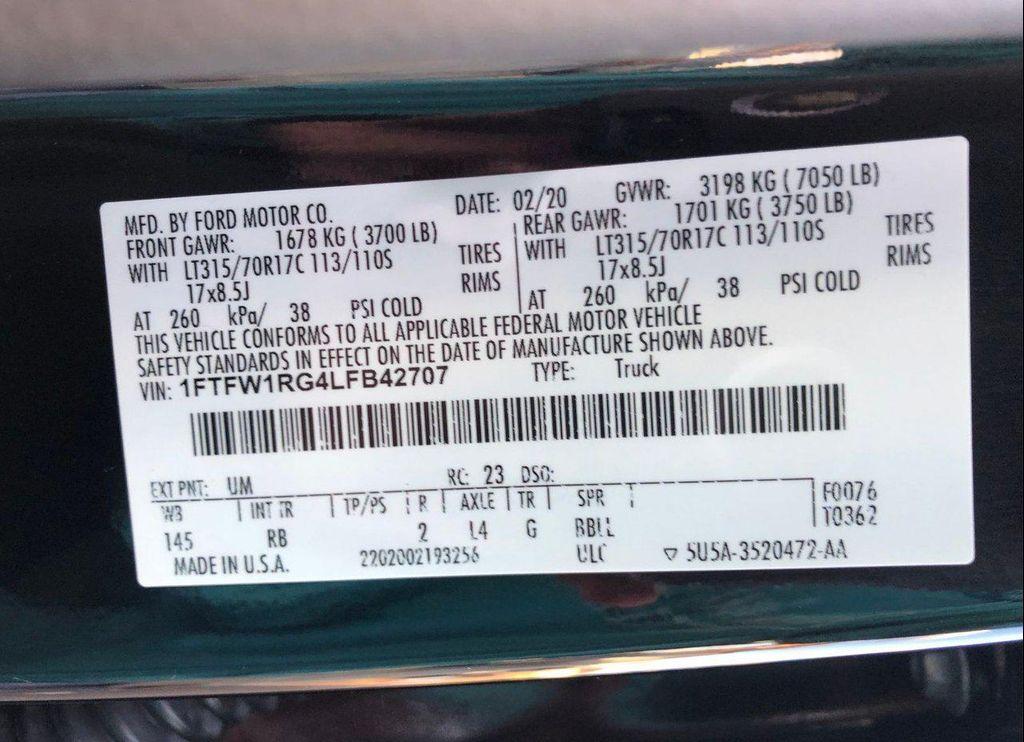 MFD. BY FORD MOTOR CO. DATE: 02/20 GVWR: 3198 KG ( 7050 LB)
FRONT GAWR: 1678 KG ( 3700 LB) REAR GAWR: 1701 KG ( 3750 LB)
WITH LT315/70R17C 113/110S TIRES WITH LT315/70R17C 113/110S TIRES
17x8.5J RIMS 17x8.5J RIMS
AT 260 kPa/ 38 PSI COLD AT 260 kPa/ 38 PSI COLD
THIS VEHICLE CONFORMS TO ALL APPLICABLE FEDERAL MOTOR VEHICLE
SAFETY STANDARDS IN EFFECT ON THE DATE OF MANUFACTURE SHOWN ABOVE.
VIN: 1FTFW1RG4LFB42707 TYPE: Truck
EXT PNT: UM RC: 23 DSO:
WB INT TR TP/PS R AXLE TR SPR F0076
145 RB 2 L4 G BBLL T0362
MADE IN U.S.A. 2202002193256 ULC ▽ 5U5A-3520472-AA